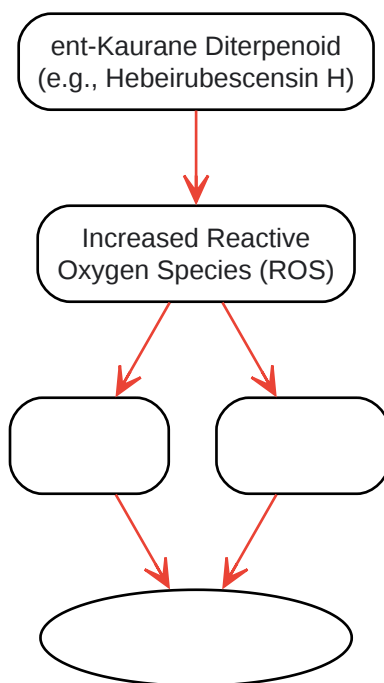 ent-Kaurane Diterpenoid
(e.g., Hebeirubescensin H)
Increased Reactive
Oxygen Species (ROS)